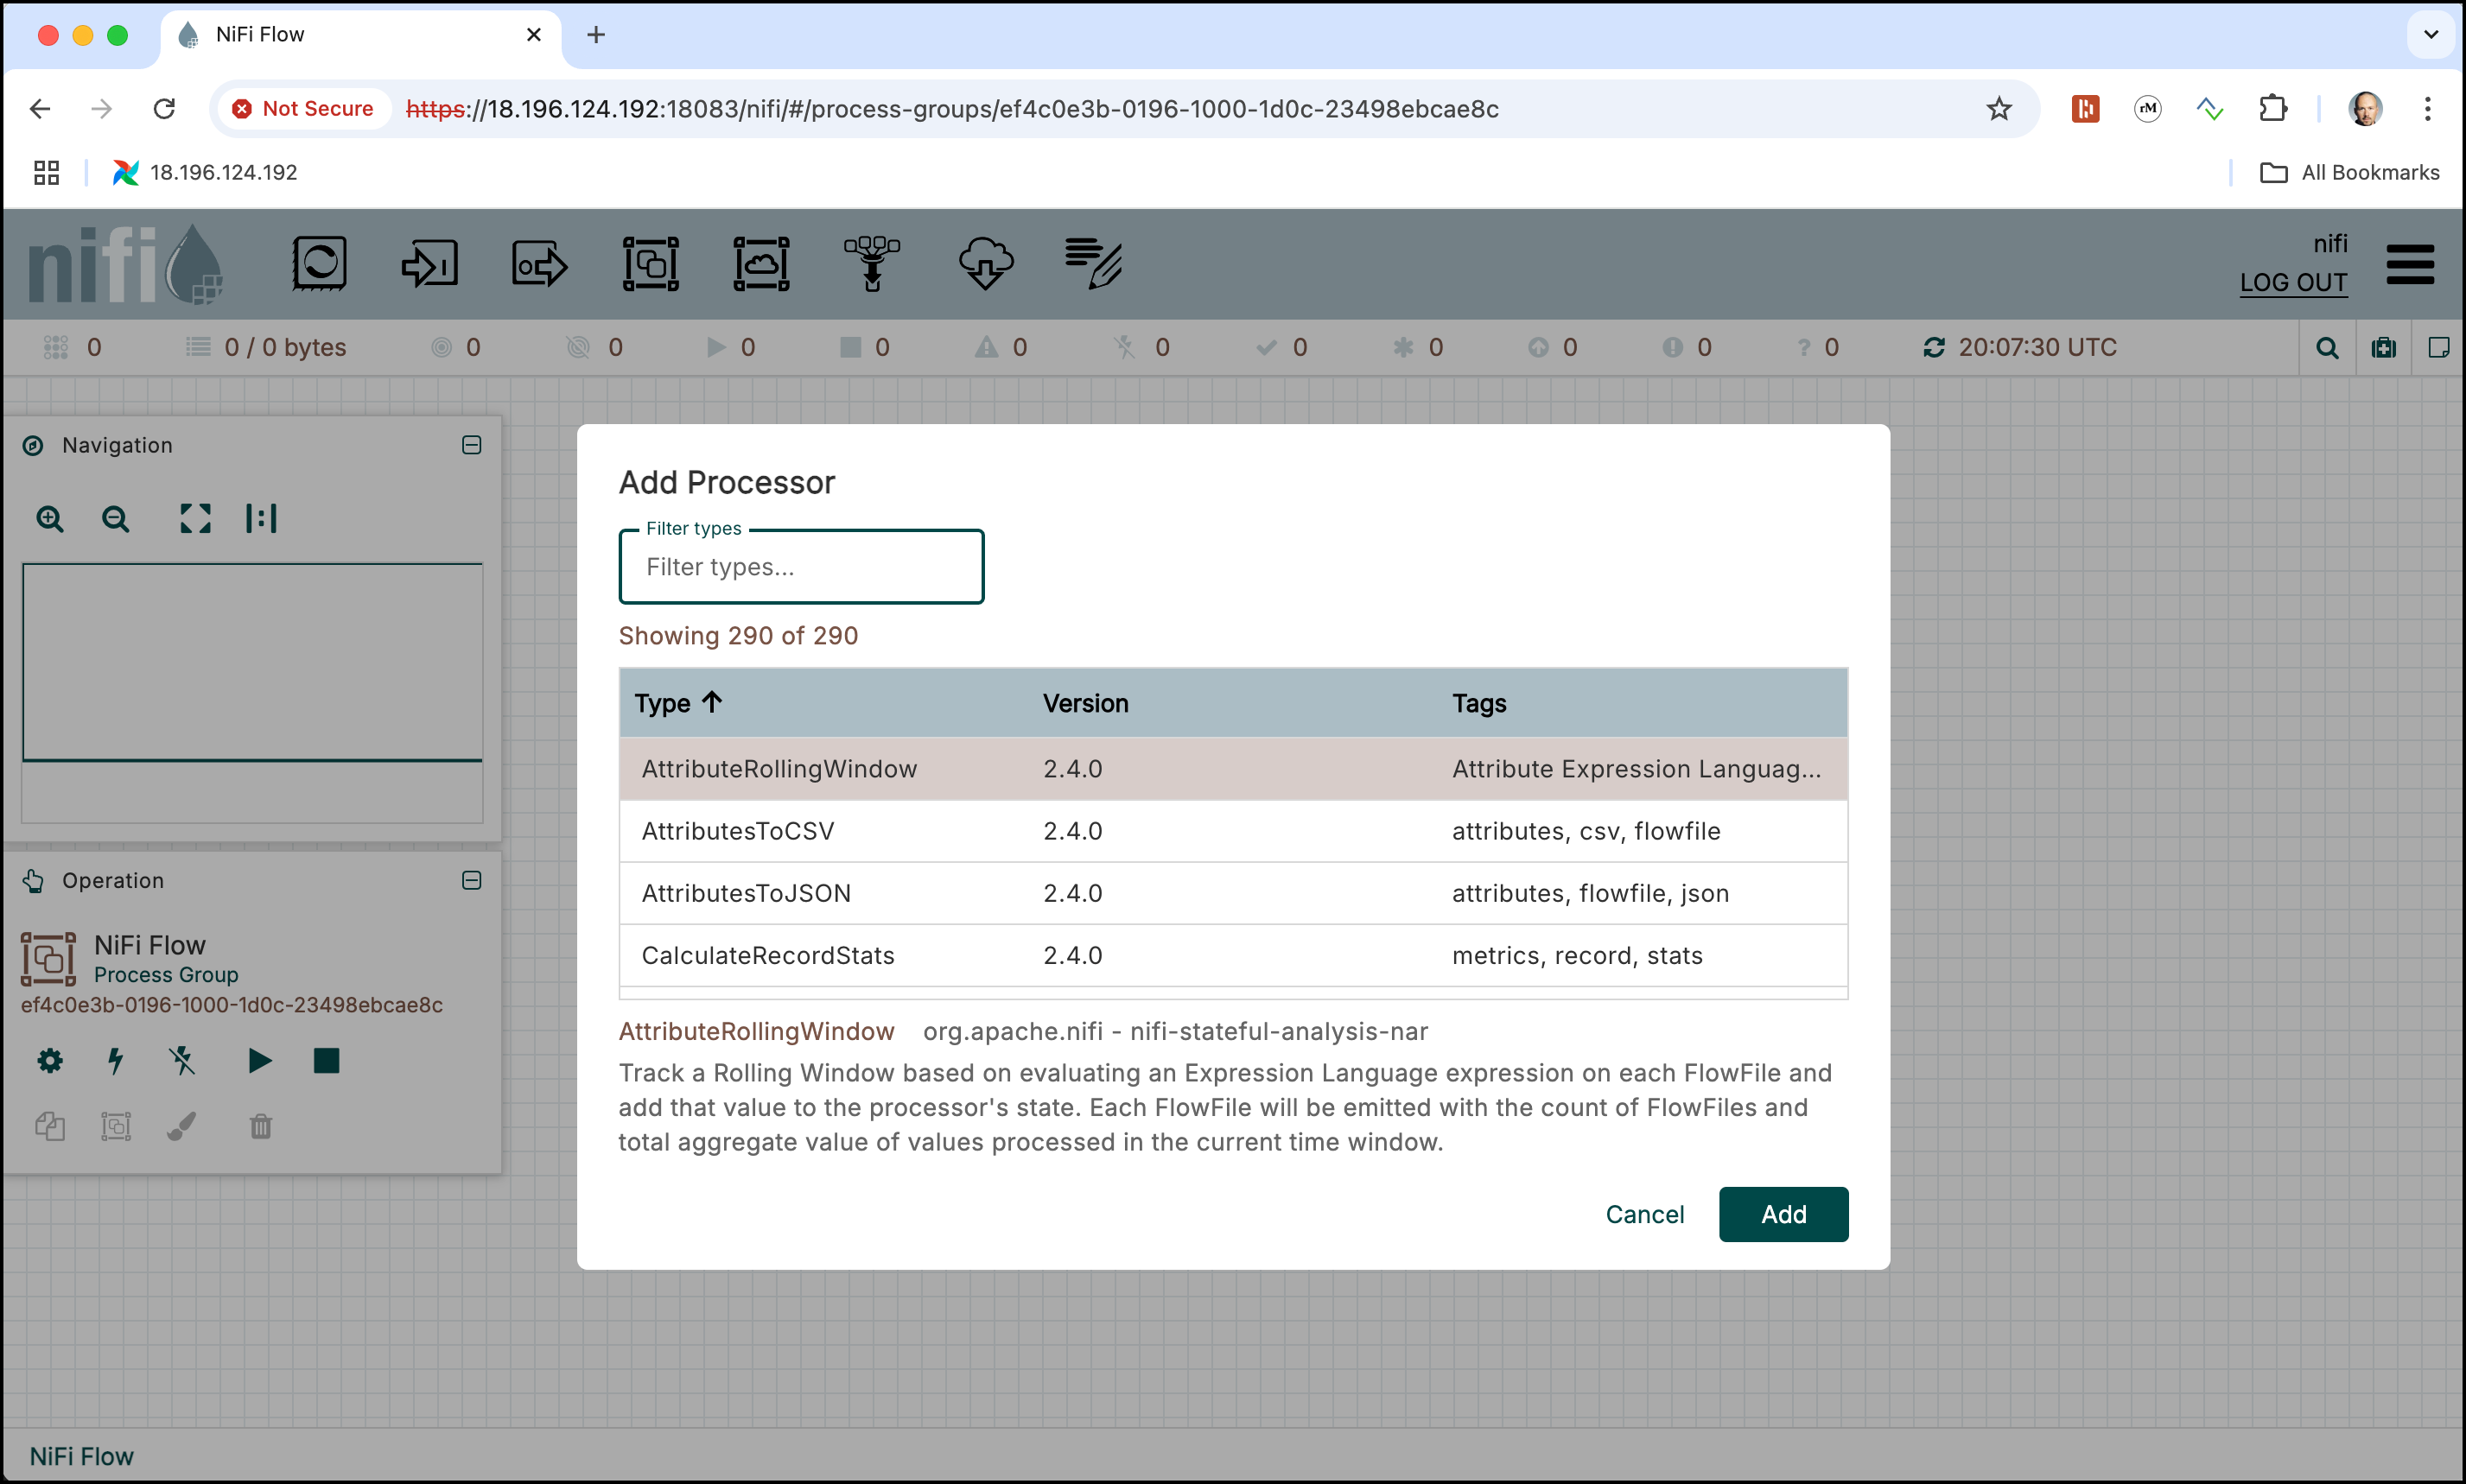 NiFi Flow
Not Secure https://18.196.124.192:18083/nifi/#/process-groups/ef4c0e3b-0196-1000-1d0c-23498ebcae8c
rM
18.196.124.192
All Bookmarks
nifi
nifi
LOG OUT
0 0 / 0 bytes 0 0 0 0 0 0 0 0 0 0 ? 0 20:07:30 UTC
Navigation
Operation
NiFi Flow
Process Group
ef4c0e3b-0196-1000-1d0c-23498ebcae8c
Add Processor
Filter types
Filter types...
Showing 290 of 290
Type Version Tags
AttributeRollingWindow 2.4.0 Attribute Expression Languag...
AttributesToCSV 2.4.0 attributes, csv, flowfile
AttributesToJSON 2.4.0 attributes, flowfile, json
CalculateRecordStats 2.4.0 metrics, record, stats
AttributeRollingWindow org.apache.nifi - nifi-stateful-analysis-nar
Track a Rolling Window based on evaluating an Expression Language expression on each FlowFile and
add that value to the processor's state. Each FlowFile will be emitted with the count of FlowFiles and
total aggregate value of values processed in the current time window.
Cancel Add
NiFi Flow